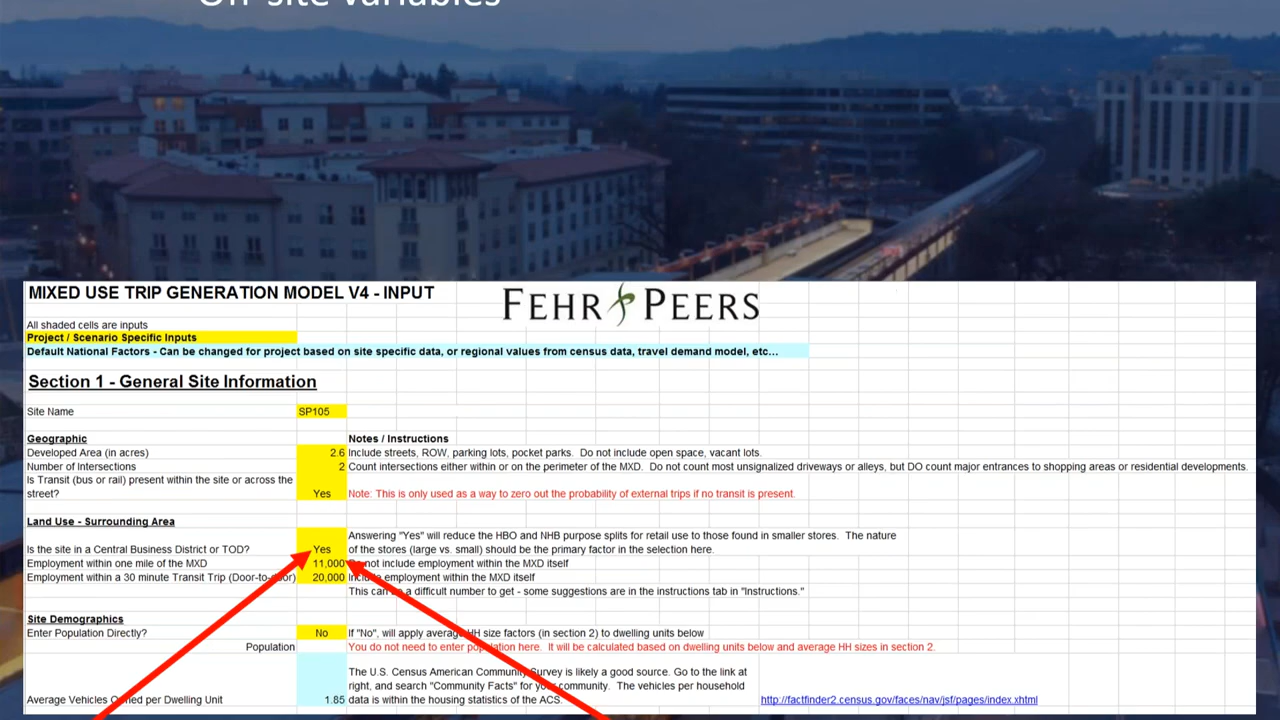 Off-site variables
MIXED USE TRIP GENERATION MODEL V4 - INPUT
FEHR PEERS
All shaded cells are inputs
Project / Scenario Specific Inputs
Default National Factors - Can be changed for project based on site specific data, or regional values from census data, travel demand model, etc...
Section 1 - General Site Information
Site Name SP105
Geographic Notes / Instructions
Developed Area (in acres) 2.6 Include streets, ROW, parking lots, pocket parks. Do not include open space, vacant lots.
Number of Intersections 2 Count intersections either within or on the perimeter of the MXD. Do not count most unsignalized driveways or alleys, but DO count major entrances to shopping areas or residential developments.
Is Transit (bus or rail) present within the site or across the
street? Yes Note: This is only used as a way to zero out the probability of external trips if no transit is present.
Land Use - Surrounding Area
Answering "Yes" will reduce the HBO and NHB purpose splits for retail use to those found in smaller stores. The nature
Is the site in a Central Business District or TOD? Yes of the stores (large vs. small) should be the primary factor in the selection here.
Employment within one mile of the MXD 11,000 Do not include employment within the MXD itself
Employment within a 30 minute Transit Trip (Door-to-door) 20,000 Include employment within the MXD itself
This can be a difficult number to get - some suggestions are in the instructions tab in "Instructions."
Site Demographics
Enter Population Directly? No If "No", will apply average HH size factors (in section 2) to dwelling units below
Population You do not need to enter population here. It will be calculated based on dwelling units below and average HH sizes in section 2.
The U.S. Census American Community Survey is likely a good source. Go to the link at
right, and search "Community Facts" for your community. The vehicles per household
Average Vehicles Owned per Dwelling Unit 1.85 data is within the housing statistics of the ACS. http://factfinder2.census.gov/faces/nav/jsf/pages/index.xhtml